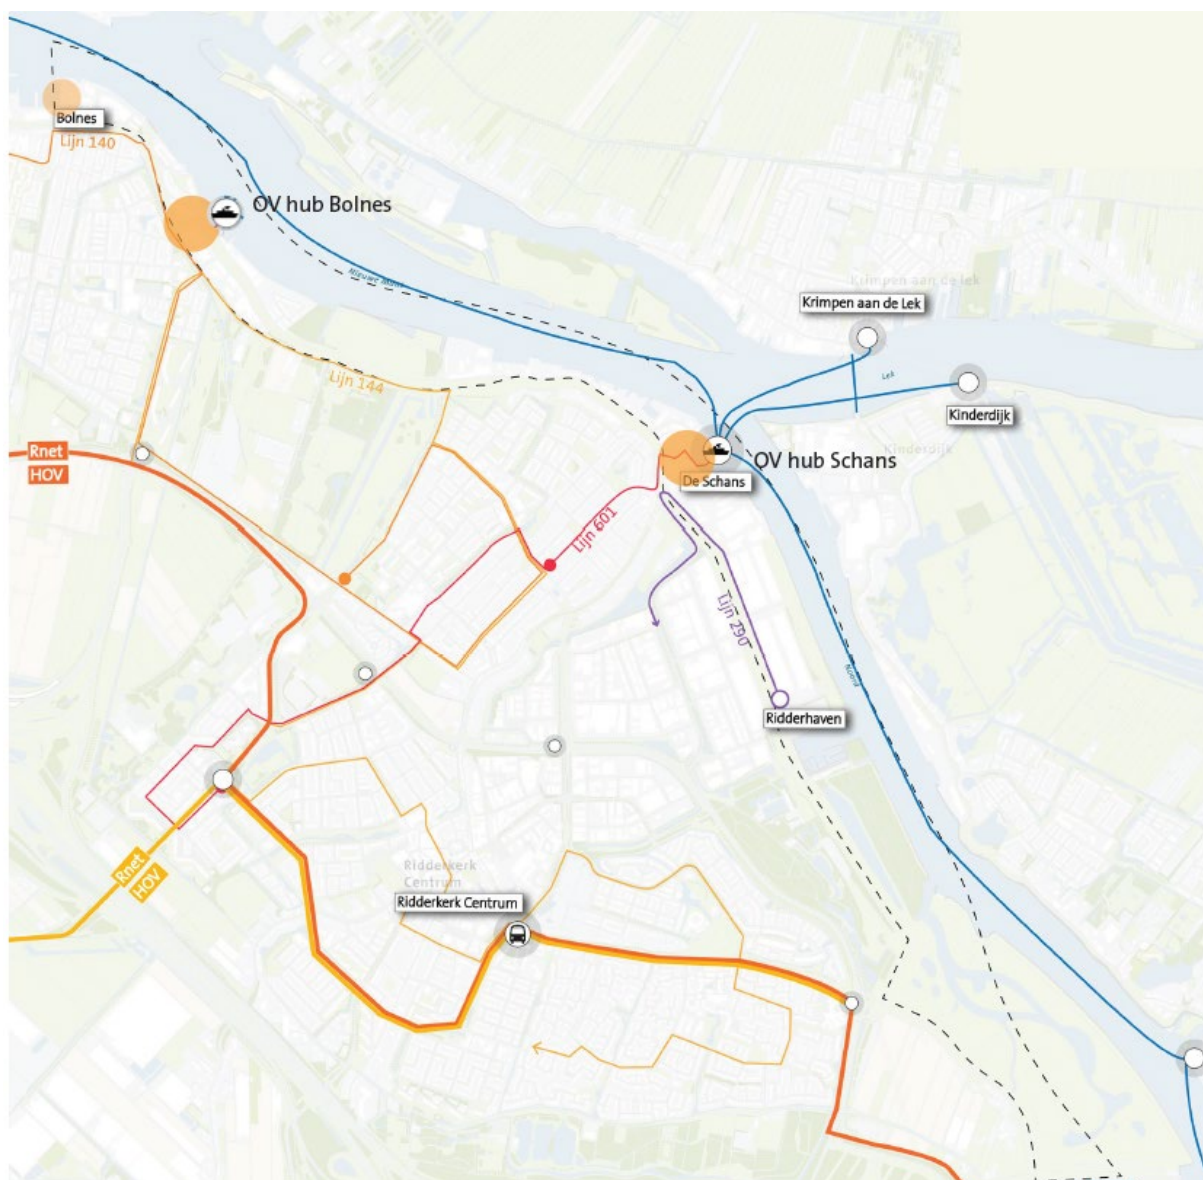 Bolnes
Lijn 140
OV hub Bolnes
Nieuwe Maas
Krimpen aan de lek
Krimpen aan de Lek
Lijn 144
Lek
Kinderdijk
Rnet
HOV
Kinderdijk
OV hub Schans
De Schans
Lijn 601
Lijn 290
Noord
Ridderhaven
Rnet
HOV
Ridderkerk
Centrum
Ridderkerk Centrum